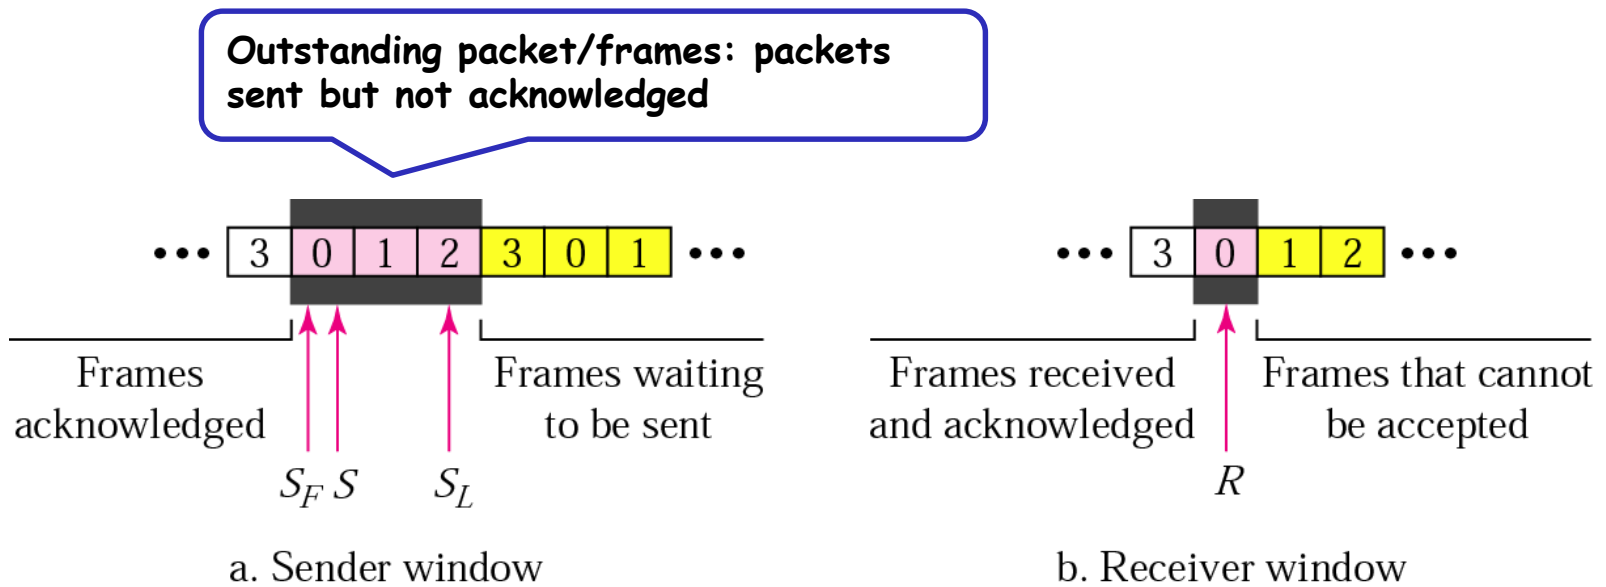 Outstanding packet/frames: packets
sent but not acknowledged
••• 3 0 1 2 3 0 1 •••
Frames
acknowledged
Frames waiting
to be sent
S_F S S_L
a. Sender window
••• 3 0 1 2 •••
Frames received
and acknowledged
Frames that cannot
be accepted
R
b. Receiver window